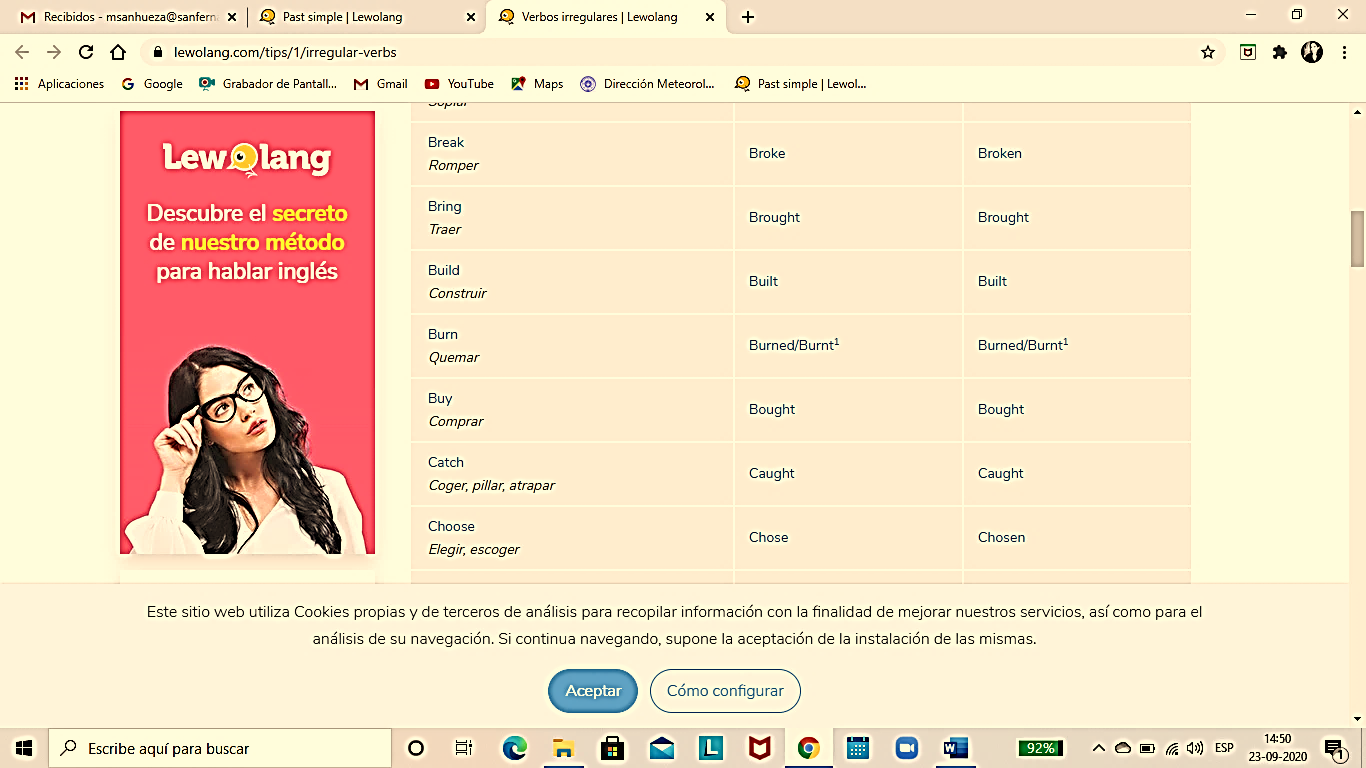 Recibidos - msanhueza@sanferna
Past simple | Lewolang
Verbos irregulares | Lewolang
lewolang.com/tips/1/irregular-verbs
Aplicaciones
Google
Grabador de Pantall...
Gmail
YouTube
Maps
Dirección Meteorol...
Past simple | Lewol...
Lewolang
Descubre el secreto
de nuestro método
para hablar inglés
Soplar
Break
Romper
Broke
Broken
Bring
Traer
Brought
Brought
Build
Construir
Built
Built
Burn
Quemar
Burned/Burnt¹
Burned/Burnt¹
Buy
Comprar
Bought
Bought
Catch
Coger, pillar, atrapar
Caught
Caught
Choose
Elegir, escoger
Chose
Chosen
Este sitio web utiliza Cookies propias y de terceros de análisis para recopilar información con la finalidad de mejorar nuestros servicios, así como para el
análisis de su navegación. Si continua navegando, supone la aceptación de la instalación de las mismas.
Aceptar
Cómo configurar
Escribe aquí para buscar
92%
ESP
14:50
23-09-2020
1